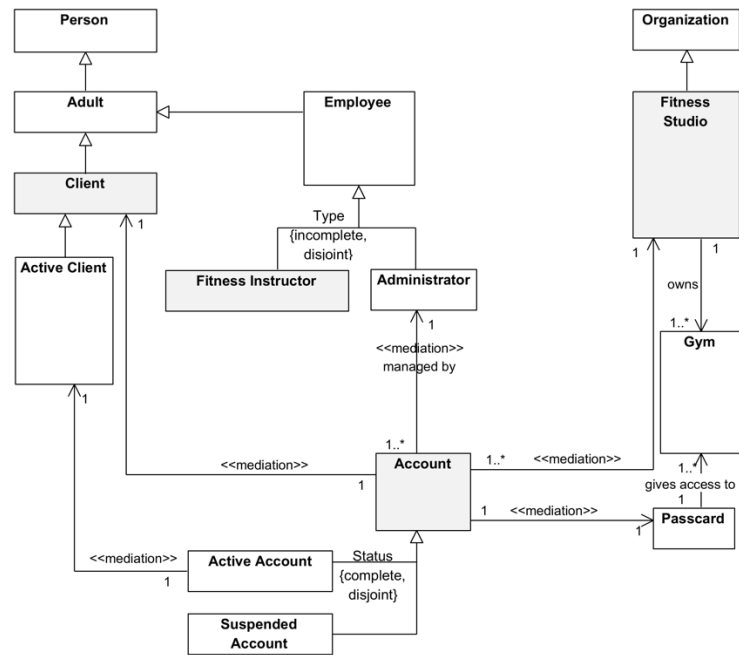 Person
Organization
Adult
Employee
Fitness
Studio
Client
1
Type
{incomplete,
disjoint}
1
1
Active Client
Fitness Instructor
Administrator
owns
1
1..*
<<mediation>>
managed by
Gym
1
1..*
<<mediation>>
1
Account
1..*
<<mediation>>
1..*
gives access to
1
1
<<mediation>>
1
Passcard
<<mediation>>
1
Active Account
Status
{complete,
disjoint}
Suspended
Account